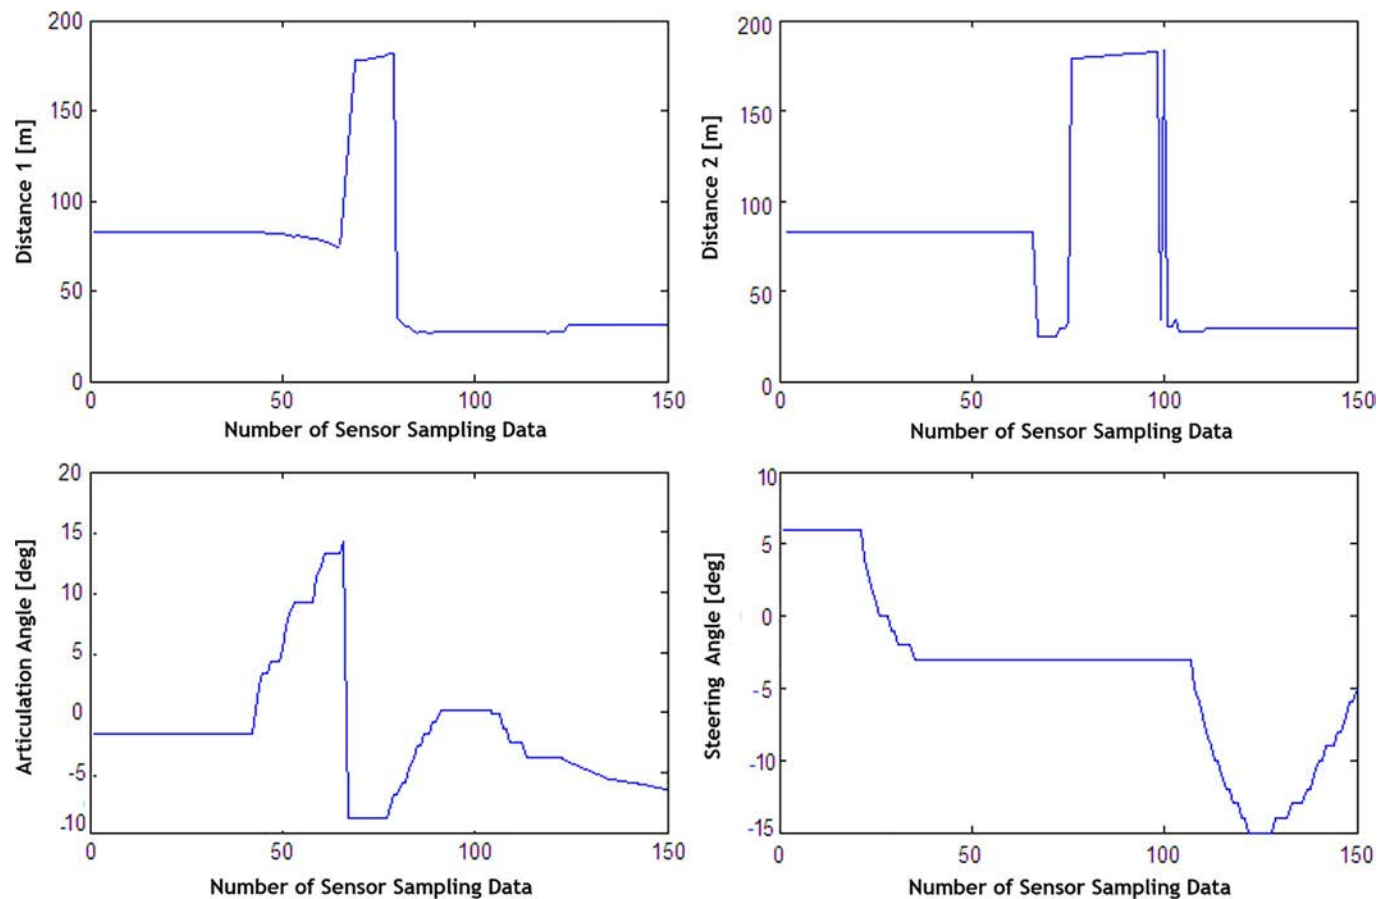 200
150
100
50
0
Distance 1 [m]
0 50 100 150
Number of Sensor Sampling Data
200
150
100
50
0
Distance 2 [m]
0 50 100 150
Number of Sensor Sampling Data
20
15
10
5
0
-5
-10
Articulation Angle [deg]
0 50 100 150
Number of Sensor Sampling Data
10
5
0
-5
-10
-15
Steering Angle [deg]
0 50 100 150
Number of Sensor Sampling Data